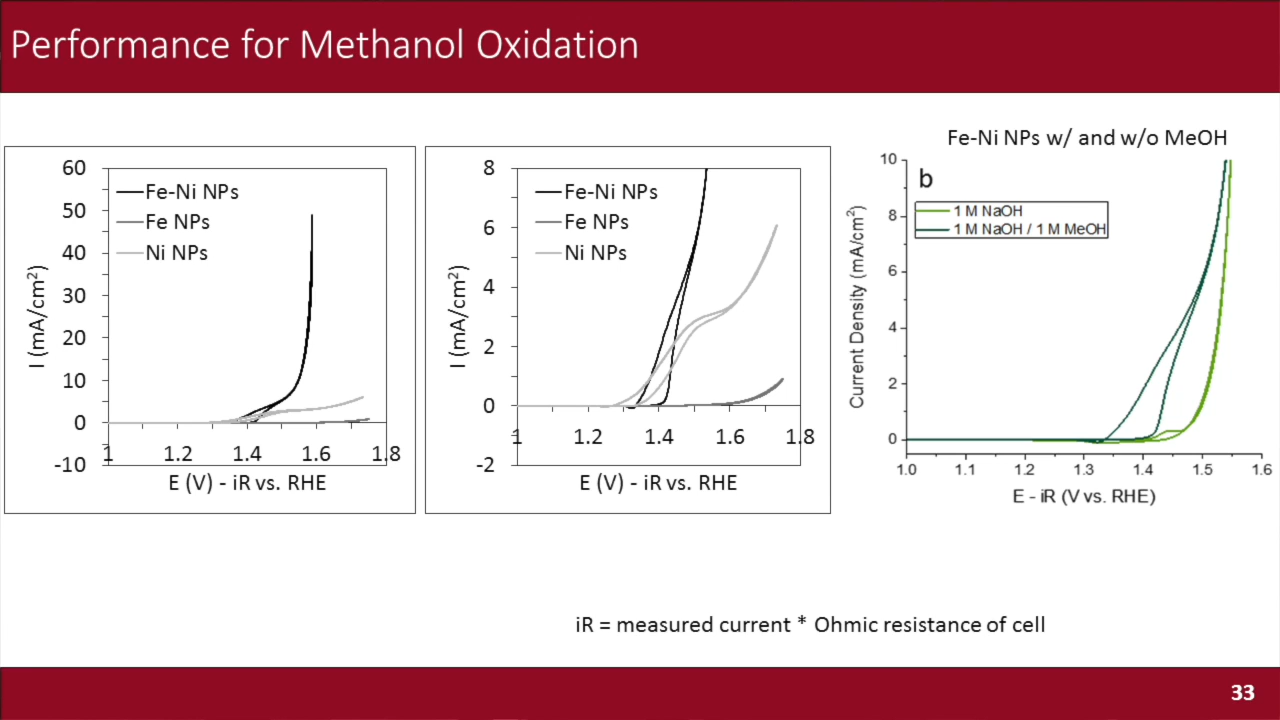 Performance for Methanol Oxidation
60
50
40
30
20
10
0
-10
I (mA/cm²)
Fe-Ni NPs
Fe NPs
Ni NPs
1 1.2 1.4 1.6 1.8
E (V) - iR vs. RHE
8
6
4
2
0
-2
I (mA/cm²)
Fe-Ni NPs
Fe NPs
Ni NPs
1 1.2 1.4 1.6 1.8
E (V) - iR vs. RHE
Fe-Ni NPs w/ and w/o MeOH
b
10
8
6
4
2
0
Current Density (mA/cm²)
1 M NaOH
1 M NaOH / 1 M MeOH
1.0 1.1 1.2 1.3 1.4 1.5 1.6
E - iR (V vs. RHE)
iR = measured current * Ohmic resistance of cell
33